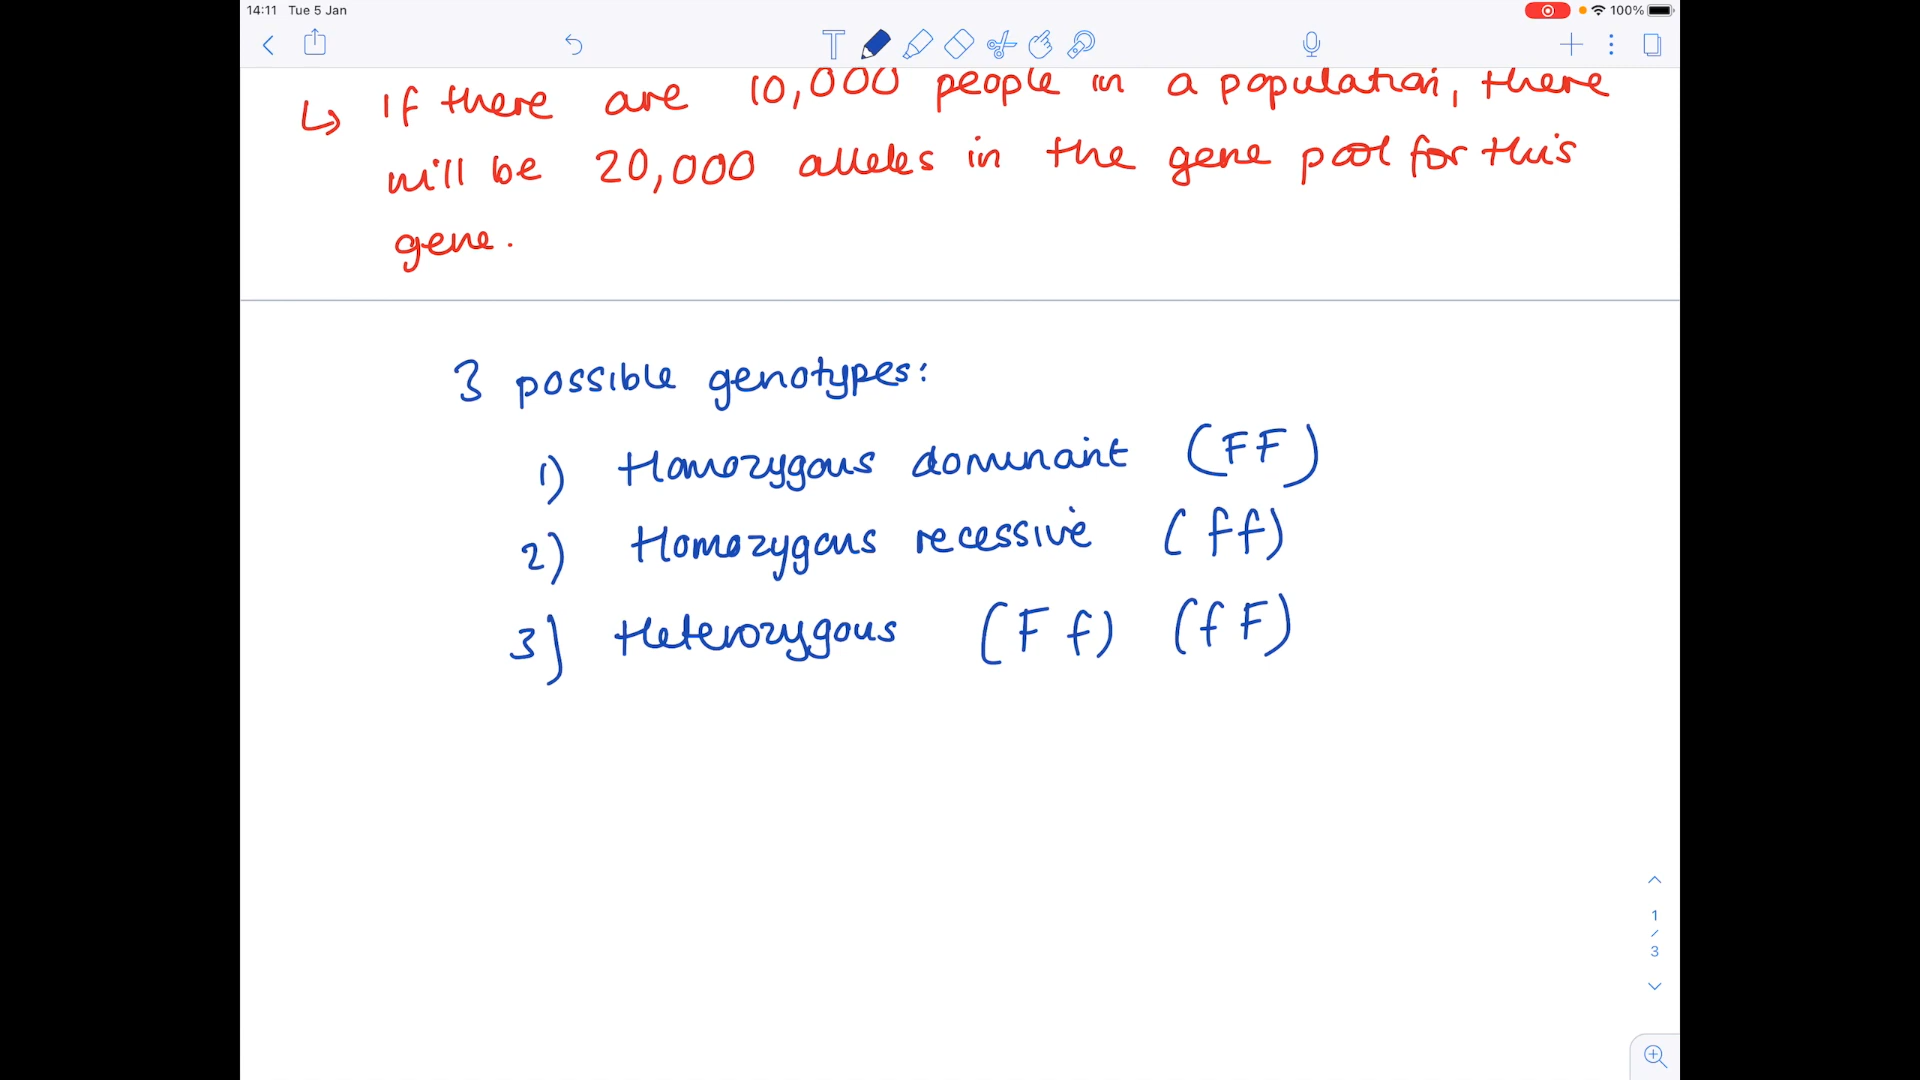 14:11 Tue 5 Jan 100%
T
↳ If there are 10,000 people in a population, there
will be 20,000 alleles in the gene pool for this
gene.
3 possible genotypes:
1) Homozygous dominant (FF)
2) Homozygous recessive (ff)
3) Heterozygous (Ff) (fF)
1
/
3